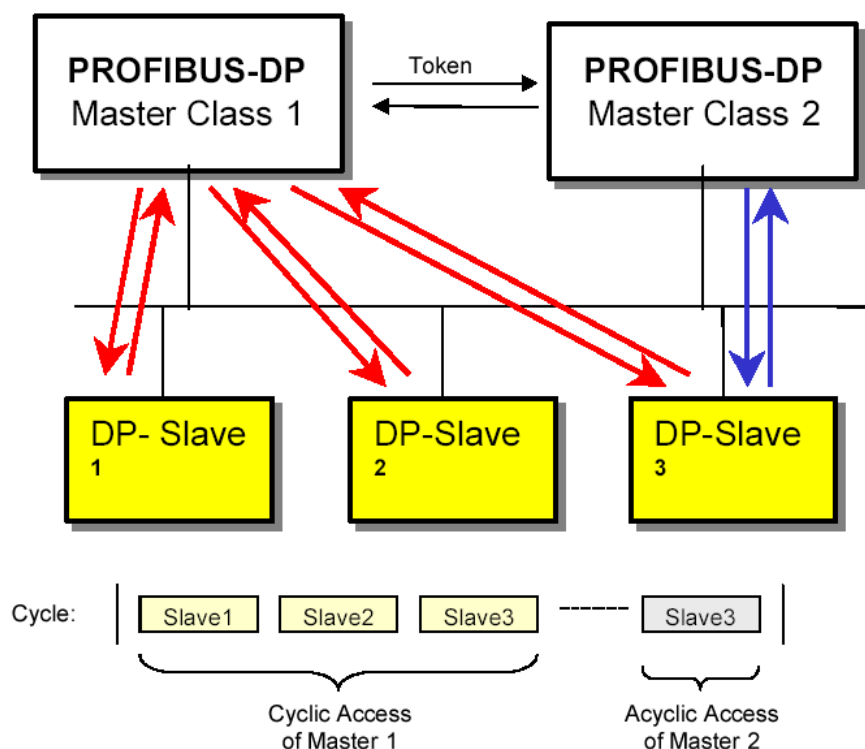 PROFIBUS-DP
Master Class 1
Token
PROFIBUS-DP
Master Class 2
DP- Slave
1
DP-Slave
2
DP-Slave
3
Cycle:
Slave1
Slave2
Slave3
Slave3
Cyclic Access
of Master 1
Acyclic Access
of Master 2